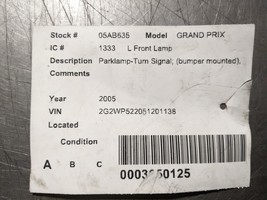 Stock # 05AB635 Model GRAND PRIX
IC # 1333 L Front Lamp
Description Parklamp-Turn Signal, (bumper mounted),
Comments
Year 2005
VIN 2G2WP522051201138
Located
Condition
A B C
0003650125